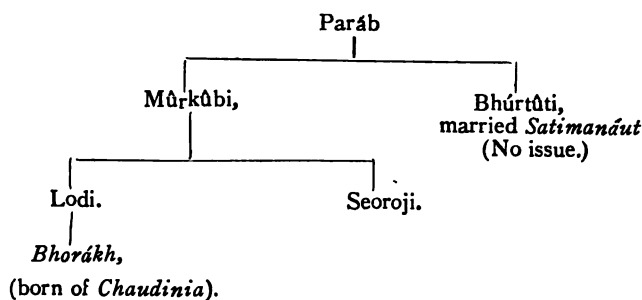 Paráb
Mûrkûbi,
Bhúrtûti,
married Satimanáut
(No issue.)
Lodi.
Seoroji.
Bhorákh,
(born of Chaudinia).